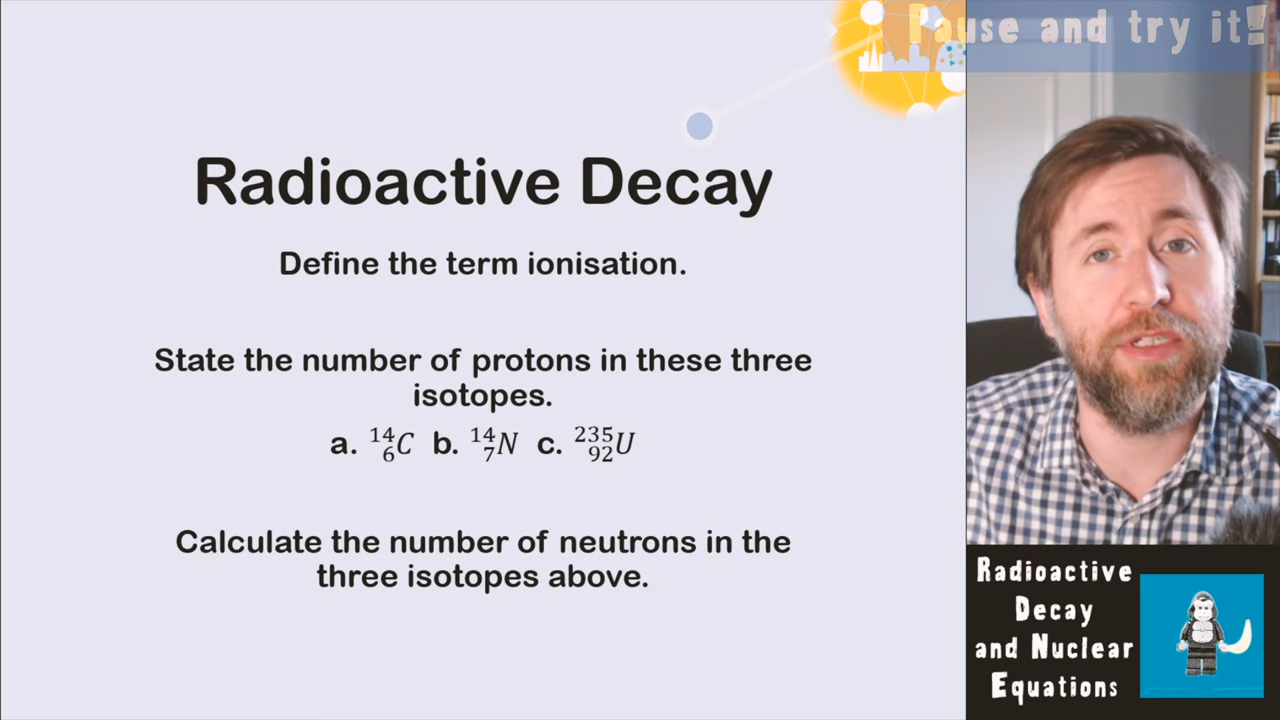 Pause and try it!
Radioactive Decay
Define the term ionisation.
State the number of protons in these three
isotopes.
a. ¹⁴₆C b. ¹⁴₇N c. ²³⁵₉₂U
Calculate the number of neutrons in the
three isotopes above.
Radioactive
Decay
and Nuclear
Equations